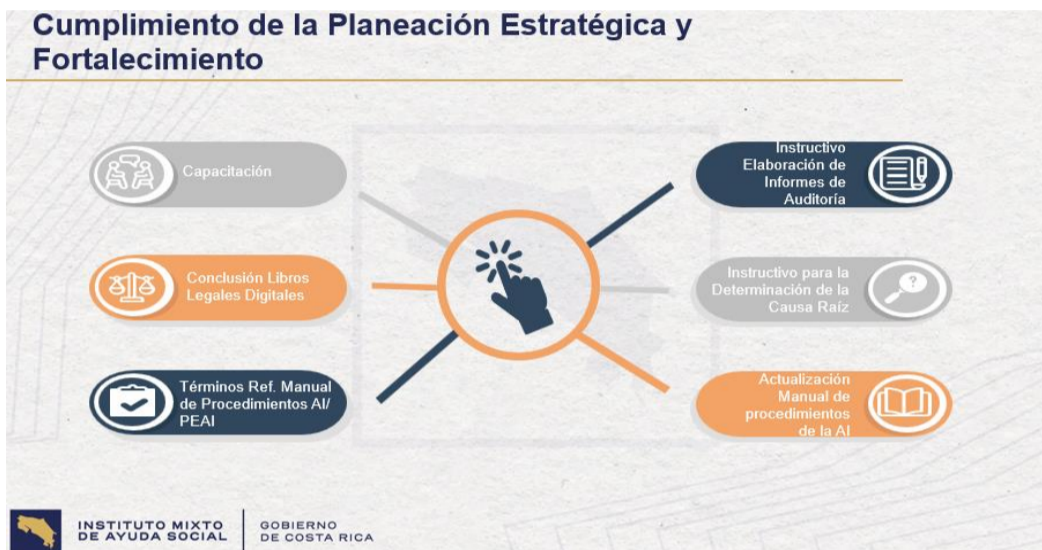 Cumplimiento de la Planeación Estratégica y
Fortalecimiento
Capacitación
Conclusión Libros
Legales Digitales
Términos Ref. Manual
de Procedimientos AI/
PEAI
Instructivo
Elaboración de
Informes de
Auditoría
Instructivo para la
Determinación de la
Causa Raíz
?
Actualización
Manual de
procedimientos
de la AI
INSTITUTO MIXTO
DE AYUDA SOCIAL
GOBIERNO
DE COSTA RICA